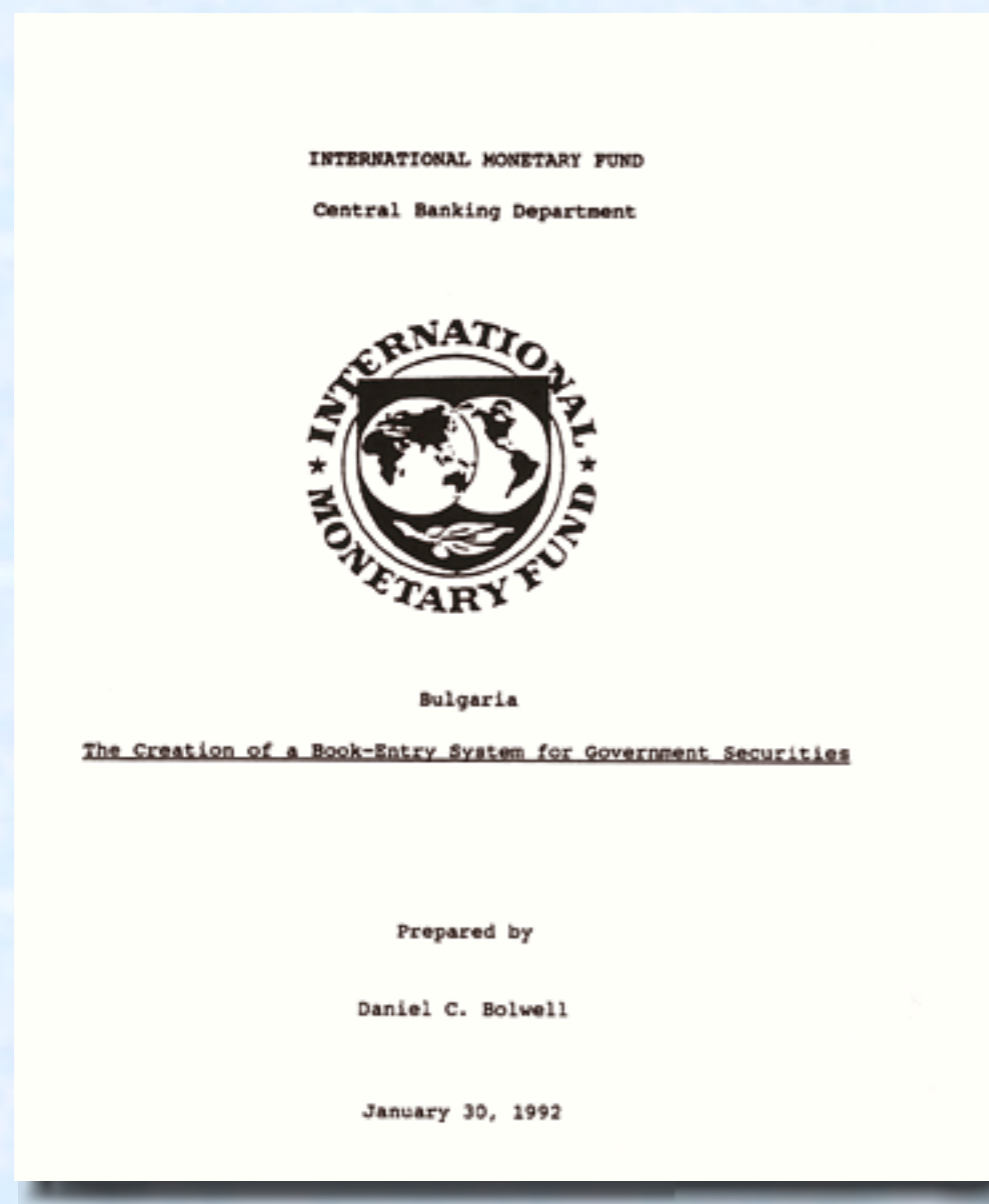 INTERNATIONAL MONETARY FUND
Central Banking Department
★ INTERNATIONAL ★
MONETARY FUND
Bulgaria
The Creation of a Book-Entry System for Government Securities
Prepared by
Daniel C. Bolwell
January 30, 1992